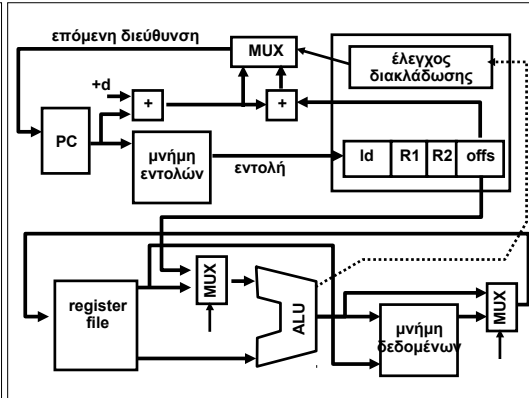 επόμενη διεύθυνση
MUX
έλεγχος
διακλάδωσης
+d
+
+
PC
μνήμη
εντολών
εντολή
ld R1 R2 offs
register
file
MUX
ALU
μνήμη
δεδομένων
MUX